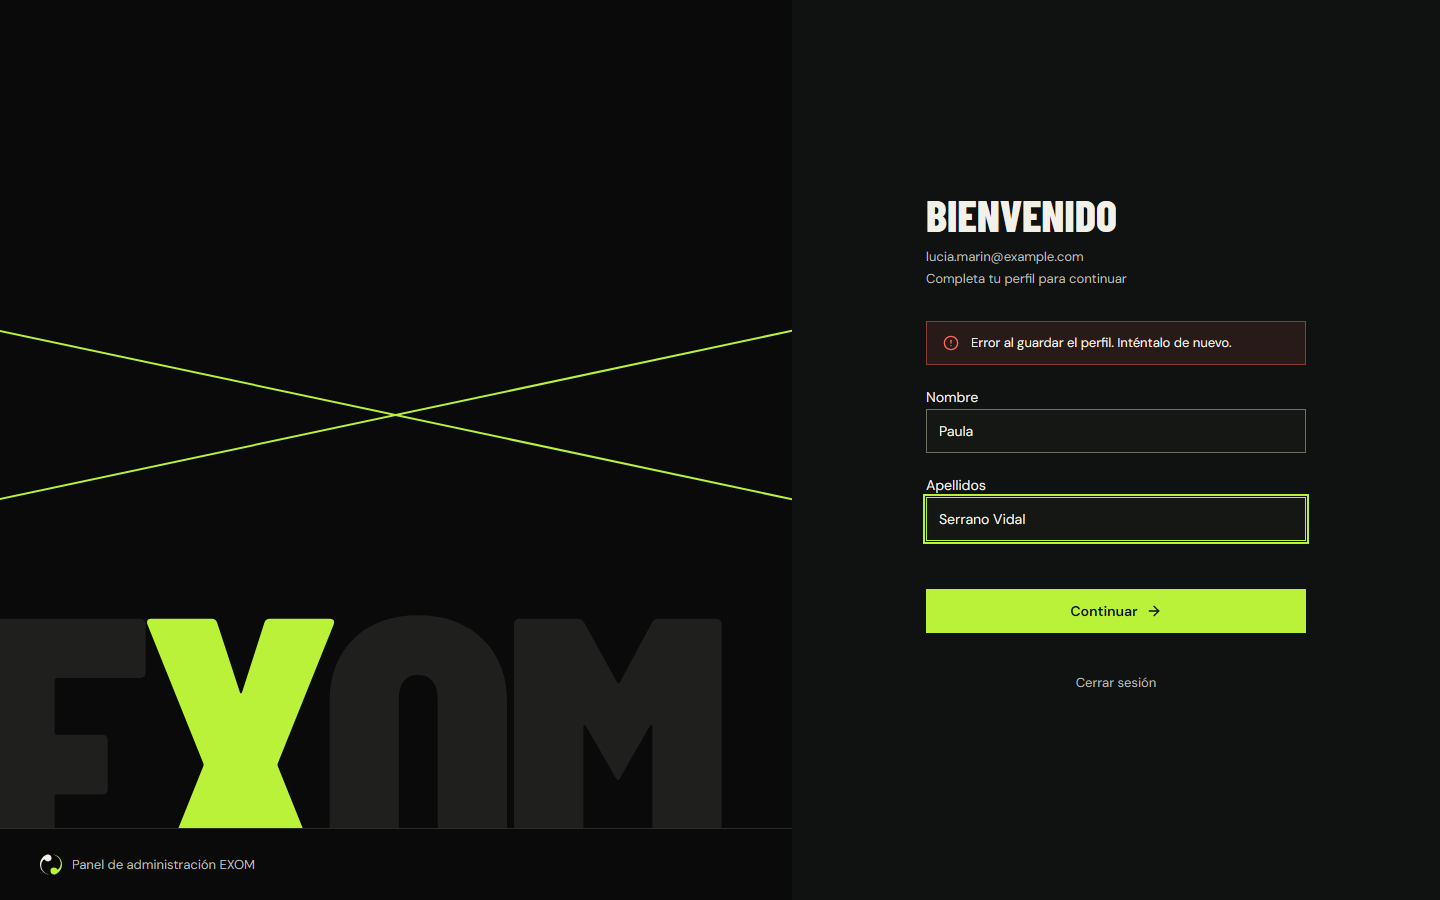 BIENVENIDO
lucia.marin@example.com
Completa tu perfil para continuar
Error al guardar el perfil. Inténtalo de nuevo.
Nombre
Paula
Apellidos
Serrano Vidal
Continuar
Cerrar sesión
EXOM
Panel de administración EXOM